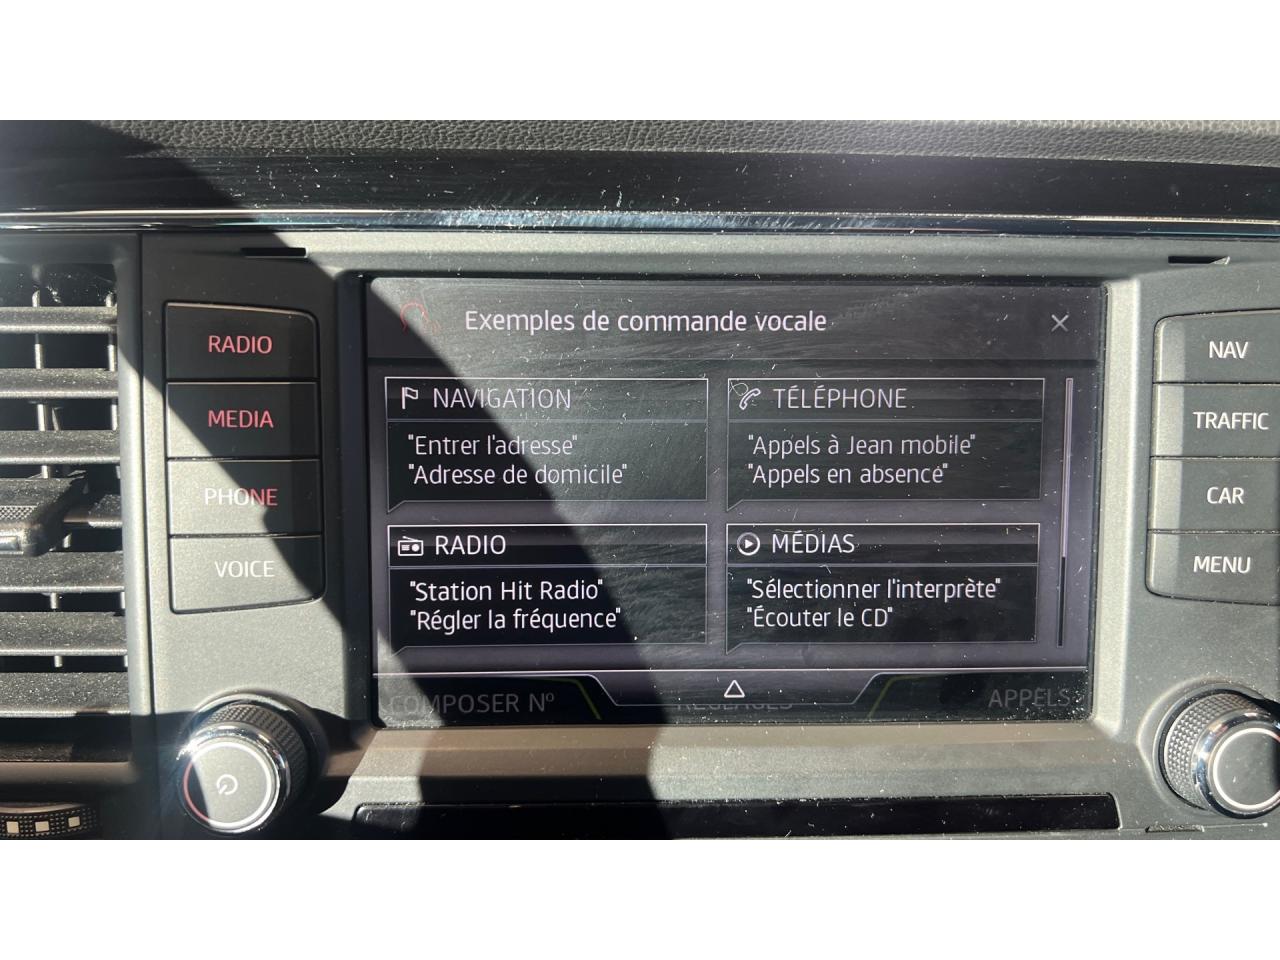 RADIO
MEDIA
PHONE
VOICE
Exemples de commande vocale
NAVIGATION
"Entrer l'adresse"
"Adresse de domicile"
TÉLÉPHONE
"Appels à Jean mobile"
"Appels en absence"
RADIO
"Station Hit Radio"
"Régler la fréquence"
MÉDIAS
"Sélectionner l'interprète"
"Écouter le CD"
COMPOSER Nº
RÉGLAGES
APPELS
NAV
TRAFFIC
CAR
MENU